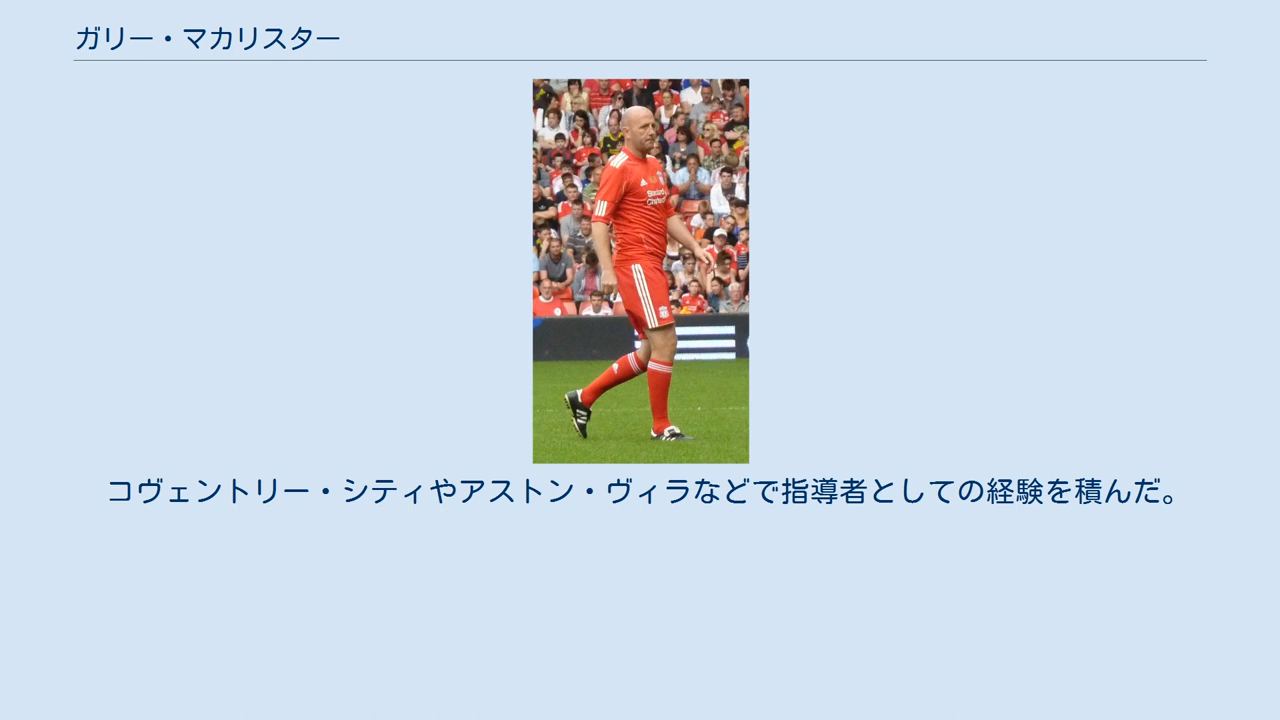 ガリー・マカリスター
Standard
Chartered
コヴェントリー・シティやアストン・ヴィラなどで指導者としての経験を積んだ。